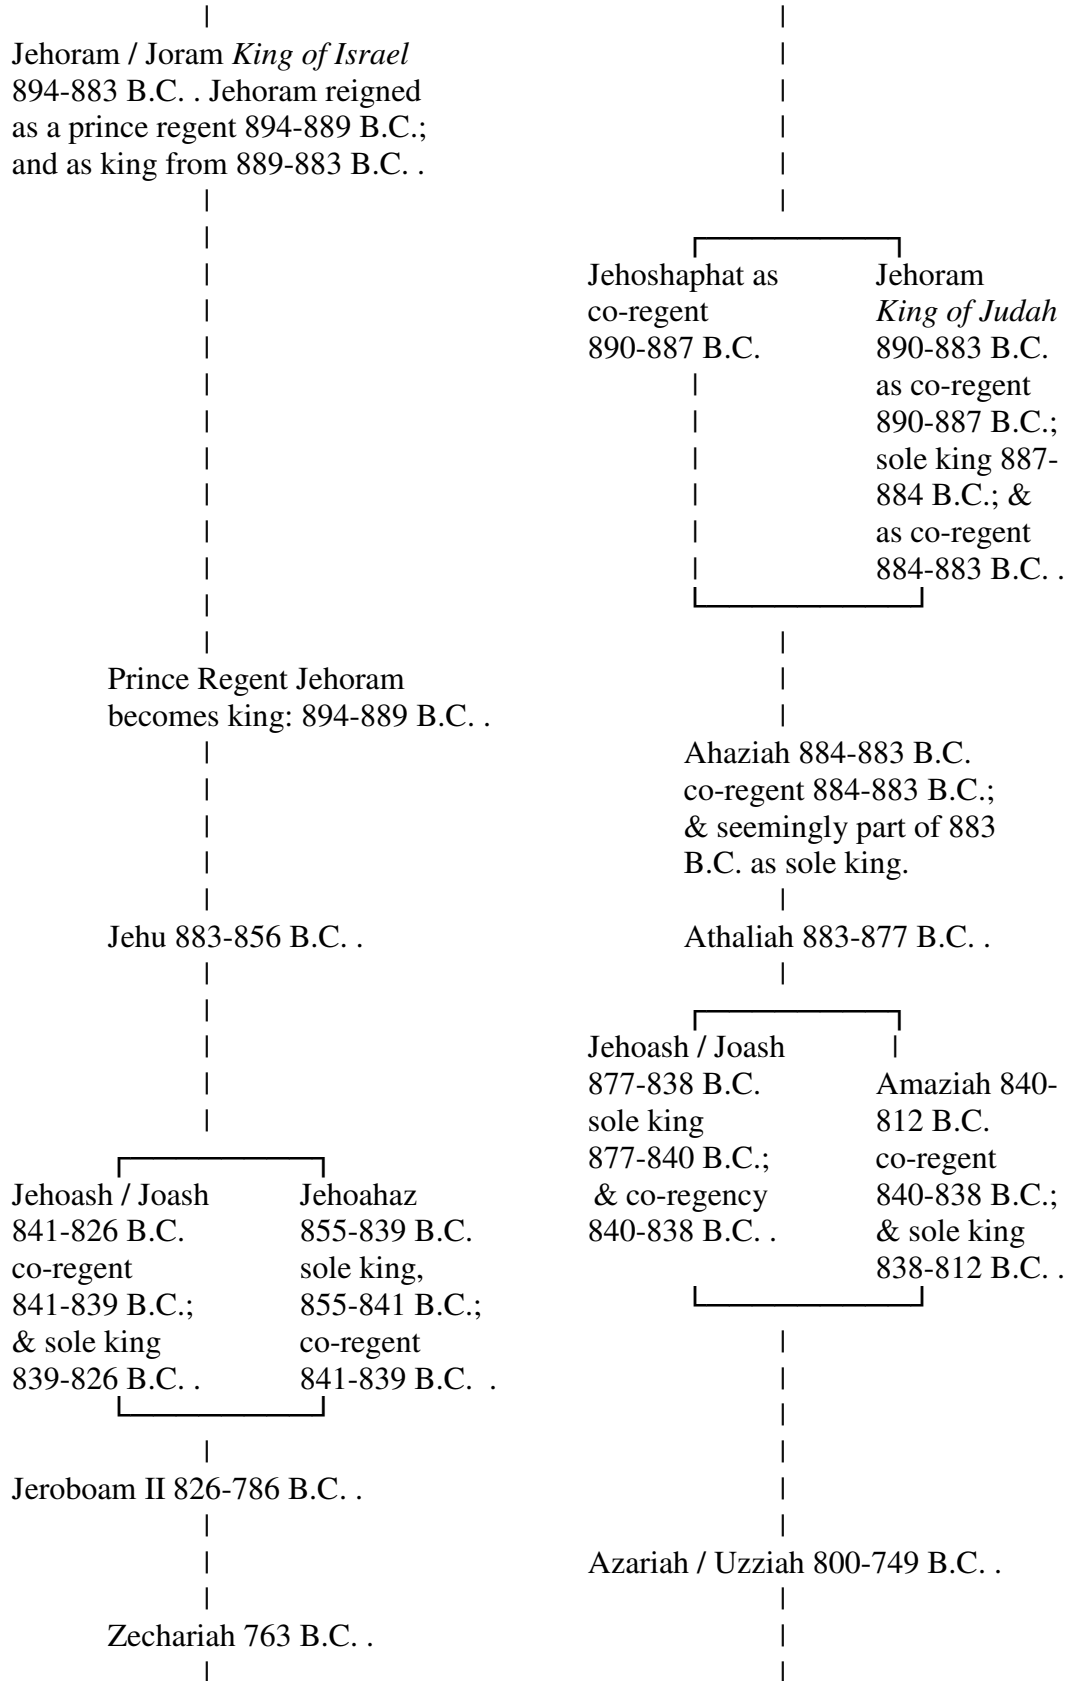 Jehoram / Joram King of Israel
894-883 B.C. . Jehoram reigned
as a prince regent 894-889 B.C.;
and as king from 889-883 B.C. .
Jehoshaphat as
co-regent
890-887 B.C.
Jehoram
King of Judah
890-883 B.C.
as co-regent
890-887 B.C.;
sole king 887-
884 B.C.; &
as co-regent
884-883 B.C. .
Prince Regent Jehoram
becomes king: 894-889 B.C. .
Ahaziah 884-883 B.C.
co-regent 884-883 B.C.;
& seemingly part of 883
B.C. as sole king.
Jehu 883-856 B.C. .
Athaliah 883-877 B.C. .
Jehoash / Joash
877-838 B.C.
sole king
877-840 B.C.;
& co-regency
840-838 B.C. .
Amaziah 840-
812 B.C.
co-regent
840-838 B.C.;
& sole king
838-812 B.C. .
Jehoash / Joash
841-826 B.C.
co-regent
841-839 B.C.;
& sole king
839-826 B.C. .
Jehoahaz
855-839 B.C.
sole king,
855-841 B.C.;
co-regent
841-839 B.C. .
Jeroboam II 826-786 B.C. .
Azariah / Uzziah 800-749 B.C. .
Zechariah 763 B.C. .